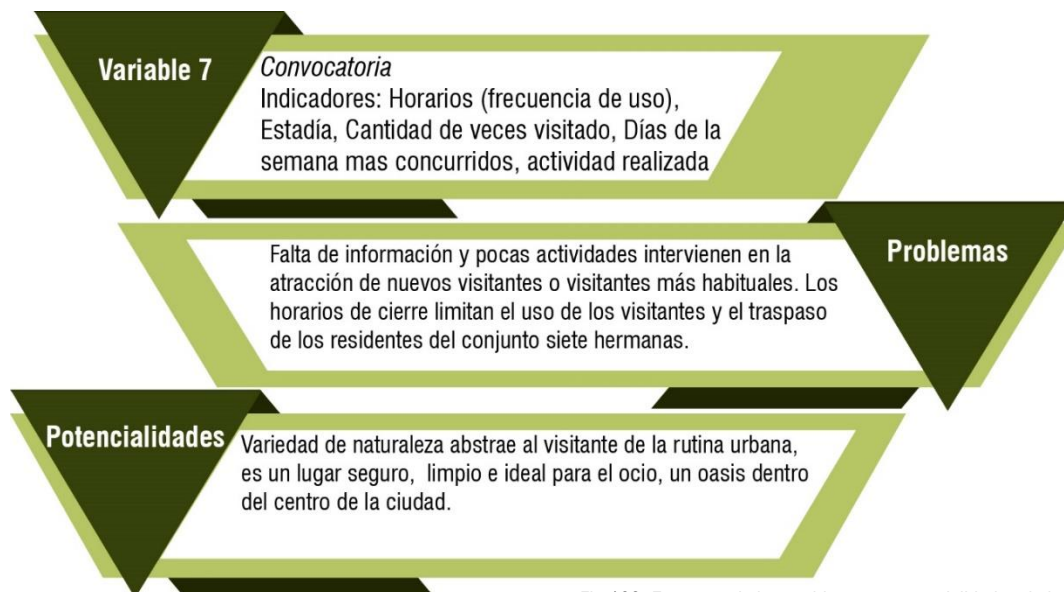 Variable 7
Convocatoria
Indicadores: Horarios (frecuencia de uso),
Estadía, Cantidad de veces visitado, Días de la
semana mas concurridos, actividad realizada
Problemas
Falta de información y pocas actividades intervienen en la
atracción de nuevos visitantes o visitantes más habituales. Los
horarios de cierre limitan el uso de los visitantes y el traspaso
de los residentes del conjunto siete hermanas.
Potencialidades
Variedad de naturaleza abstrae al visitante de la rutina urbana,
es un lugar seguro, limpio e ideal para el ocio, un oasis dentro
del centro de la ciudad.